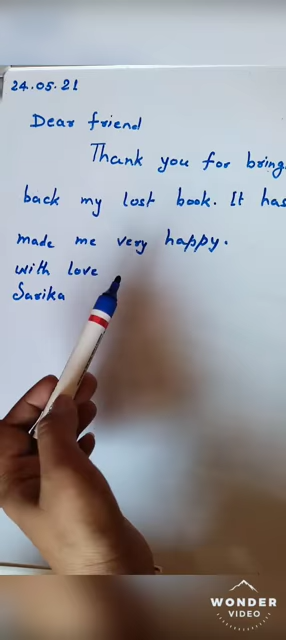 24.05.21
Dear friend
Thank you for bring
back my lost book. It has
made me very happy.
with love
Sarika
WONDER
VIDEO